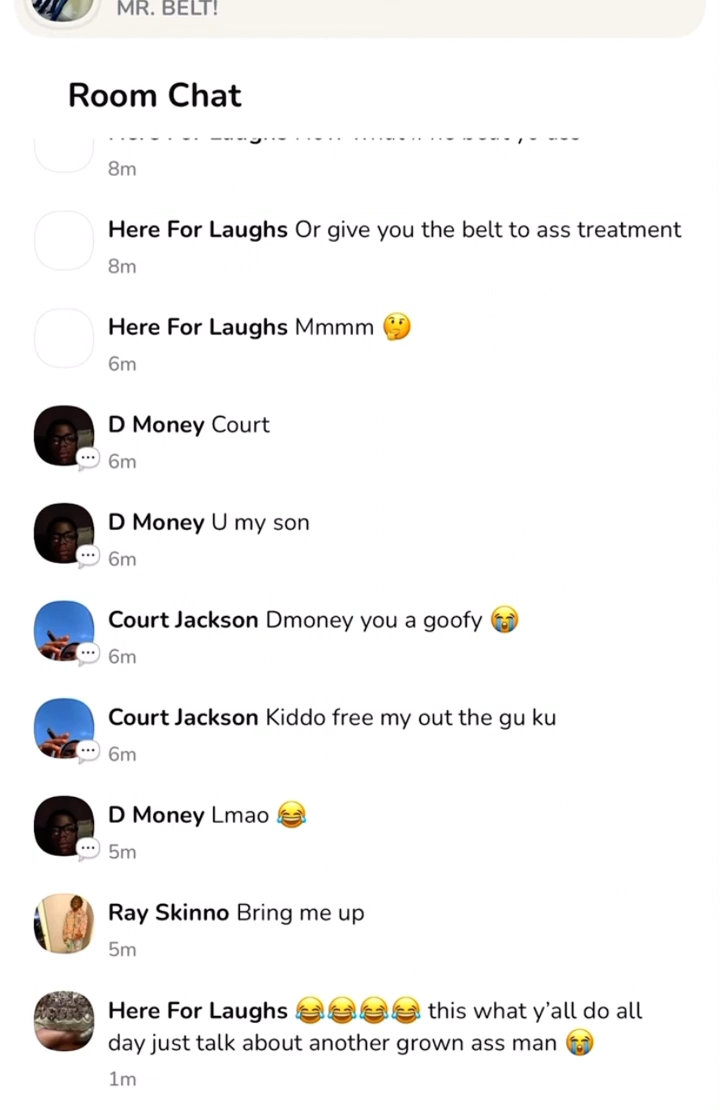 MR. BELT!
Room Chat
8m
Here For Laughs Or give you the belt to ass treatment
8m
Here For Laughs Mmmm 🤔
6m
D Money Court
6m
D Money U my son
6m
Court Jackson Dmoney you a goofy 😭
6m
Court Jackson Kiddo free my out the gu ku
6m
D Money Lmao 😂
5m
Ray Skinno Bring me up
5m
Here For Laughs 😂😂😂😂 this what y'all do all
day just talk about another grown ass man 😭
1m